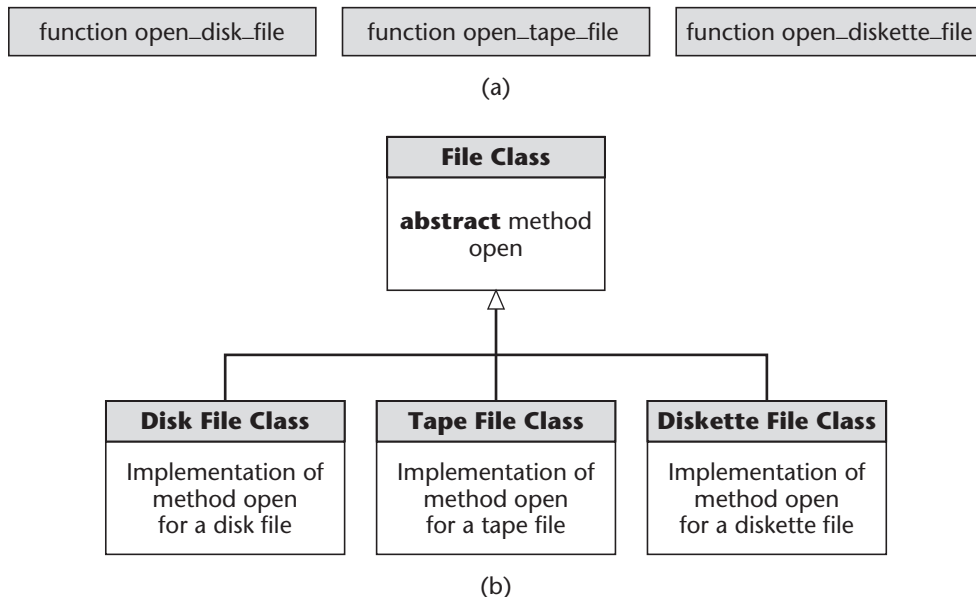 function open_disk_file
function open_tape_file
function open_diskette_file
(a)
File Class
abstract method
open
Disk File Class
Implementation of
method open
for a disk file
Tape File Class
Implementation of
method open
for a tape file
Diskette File Class
Implementation of
method open
for a diskette file
(b)